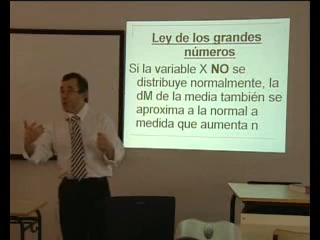 Ley de los grandes
números
Si la variable X NO se
distribuye normalmente, la
dM de la media también se
aproxima a la normal a
medida que aumenta n